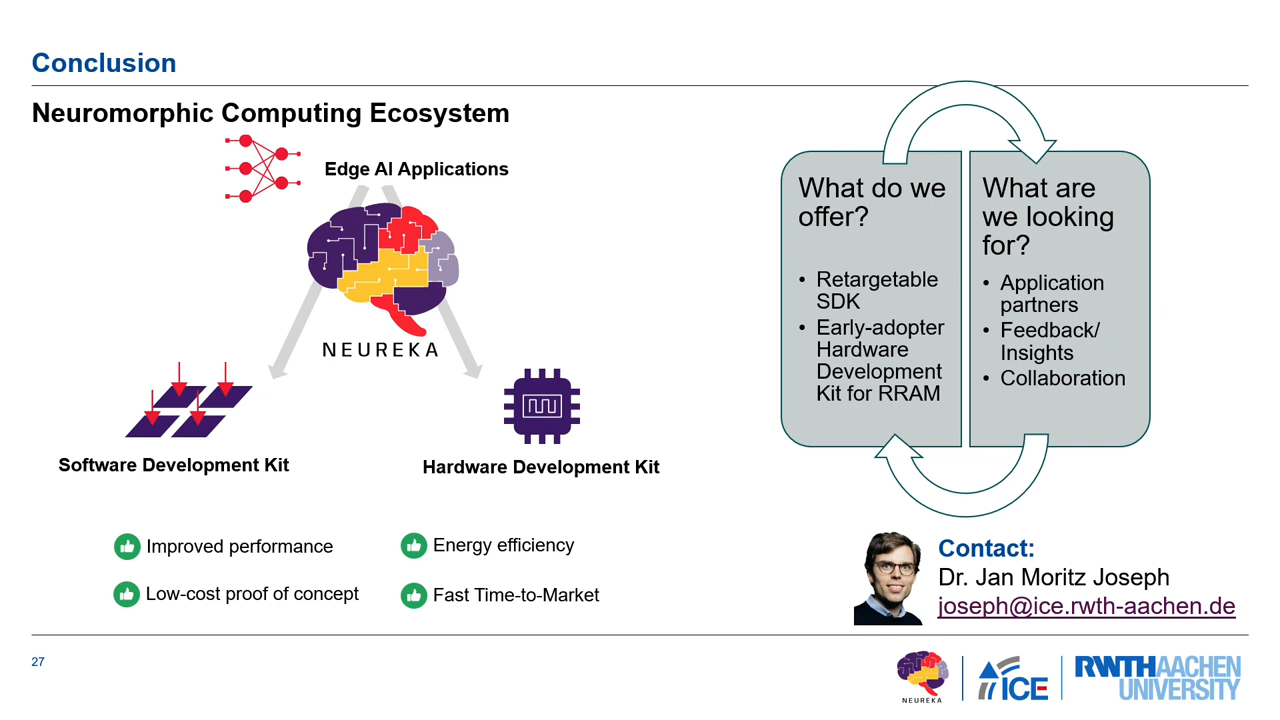 Conclusion
Neuromorphic Computing Ecosystem
Edge AI Applications
NEUREKA
Software Development Kit
Hardware Development Kit
Improved performance
Energy efficiency
Low-cost proof of concept
Fast Time-to-Market
What do we
offer?
• Retargetable
SDK
• Early-adopter
Hardware
Development
Kit for RRAM
What are
we looking
for?
• Application
partners
• Feedback/
Insights
• Collaboration
Contact:
Dr. Jan Moritz Joseph
joseph@ice.rwth-aachen.de
27
NEUREKA
ICE
RWTHAACHEN
UNIVERSITY